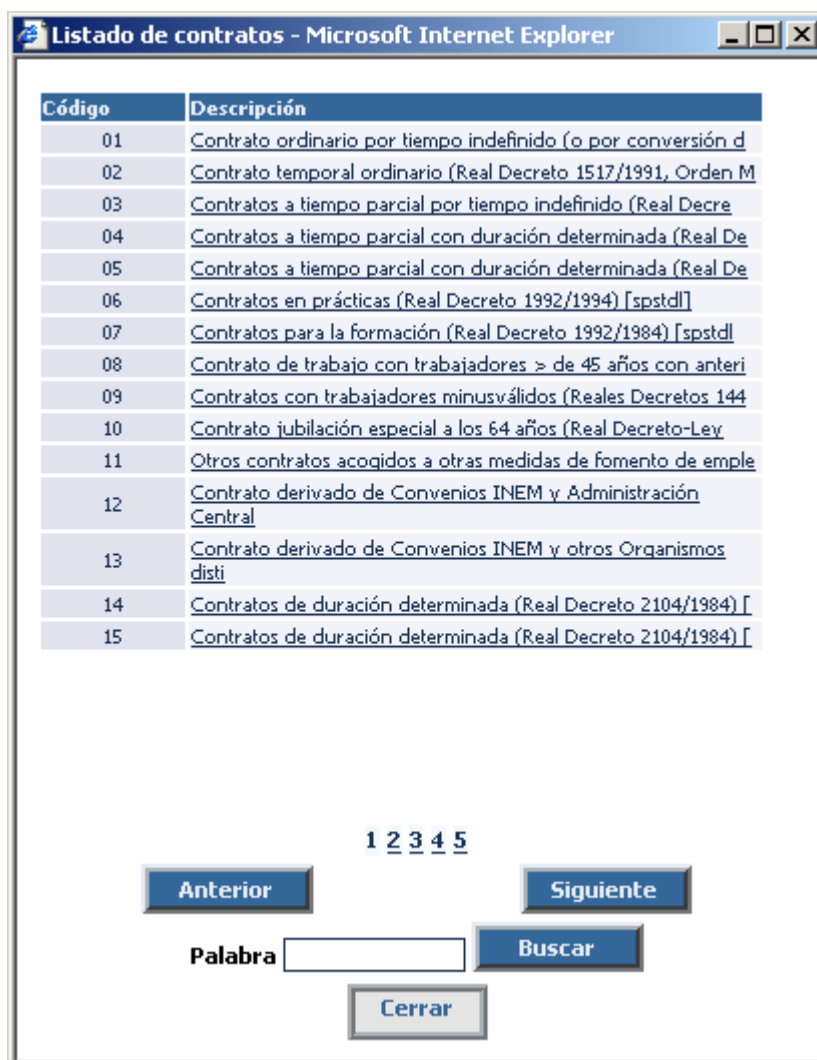 Listado de contratos - Microsoft Internet Explorer
Código Descripción
01 Contrato ordinario por tiempo indefinido (o por conversión d
02 Contrato temporal ordinario (Real Decreto 1517/1991, Orden M
03 Contratos a tiempo parcial por tiempo indefinido (Real Decre
04 Contratos a tiempo parcial con duración determinada (Real De
05 Contratos a tiempo parcial con duración determinada (Real De
06 Contratos en prácticas (Real Decreto 1992/1994) [spstdl]
07 Contratos para la formación (Real Decreto 1992/1984) [spstdl
08 Contrato de trabajo con trabajadores > de 45 años con anteri
09 Contratos con trabajadores minusválidos (Reales Decretos 144
10 Contrato jubilación especial a los 64 años (Real Decreto-Ley
11 Otros contratos acogidos a otras medidas de fomento de emple
12 Contrato derivado de Convenios INEM y Administración
Central
13 Contrato derivado de Convenios INEM y otros Organismos
disti
14 Contratos de duración determinada (Real Decreto 2104/1984) [
15 Contratos de duración determinada (Real Decreto 2104/1984) [
1 2 3 4 5
Anterior Siguiente
Palabra Buscar
Cerrar